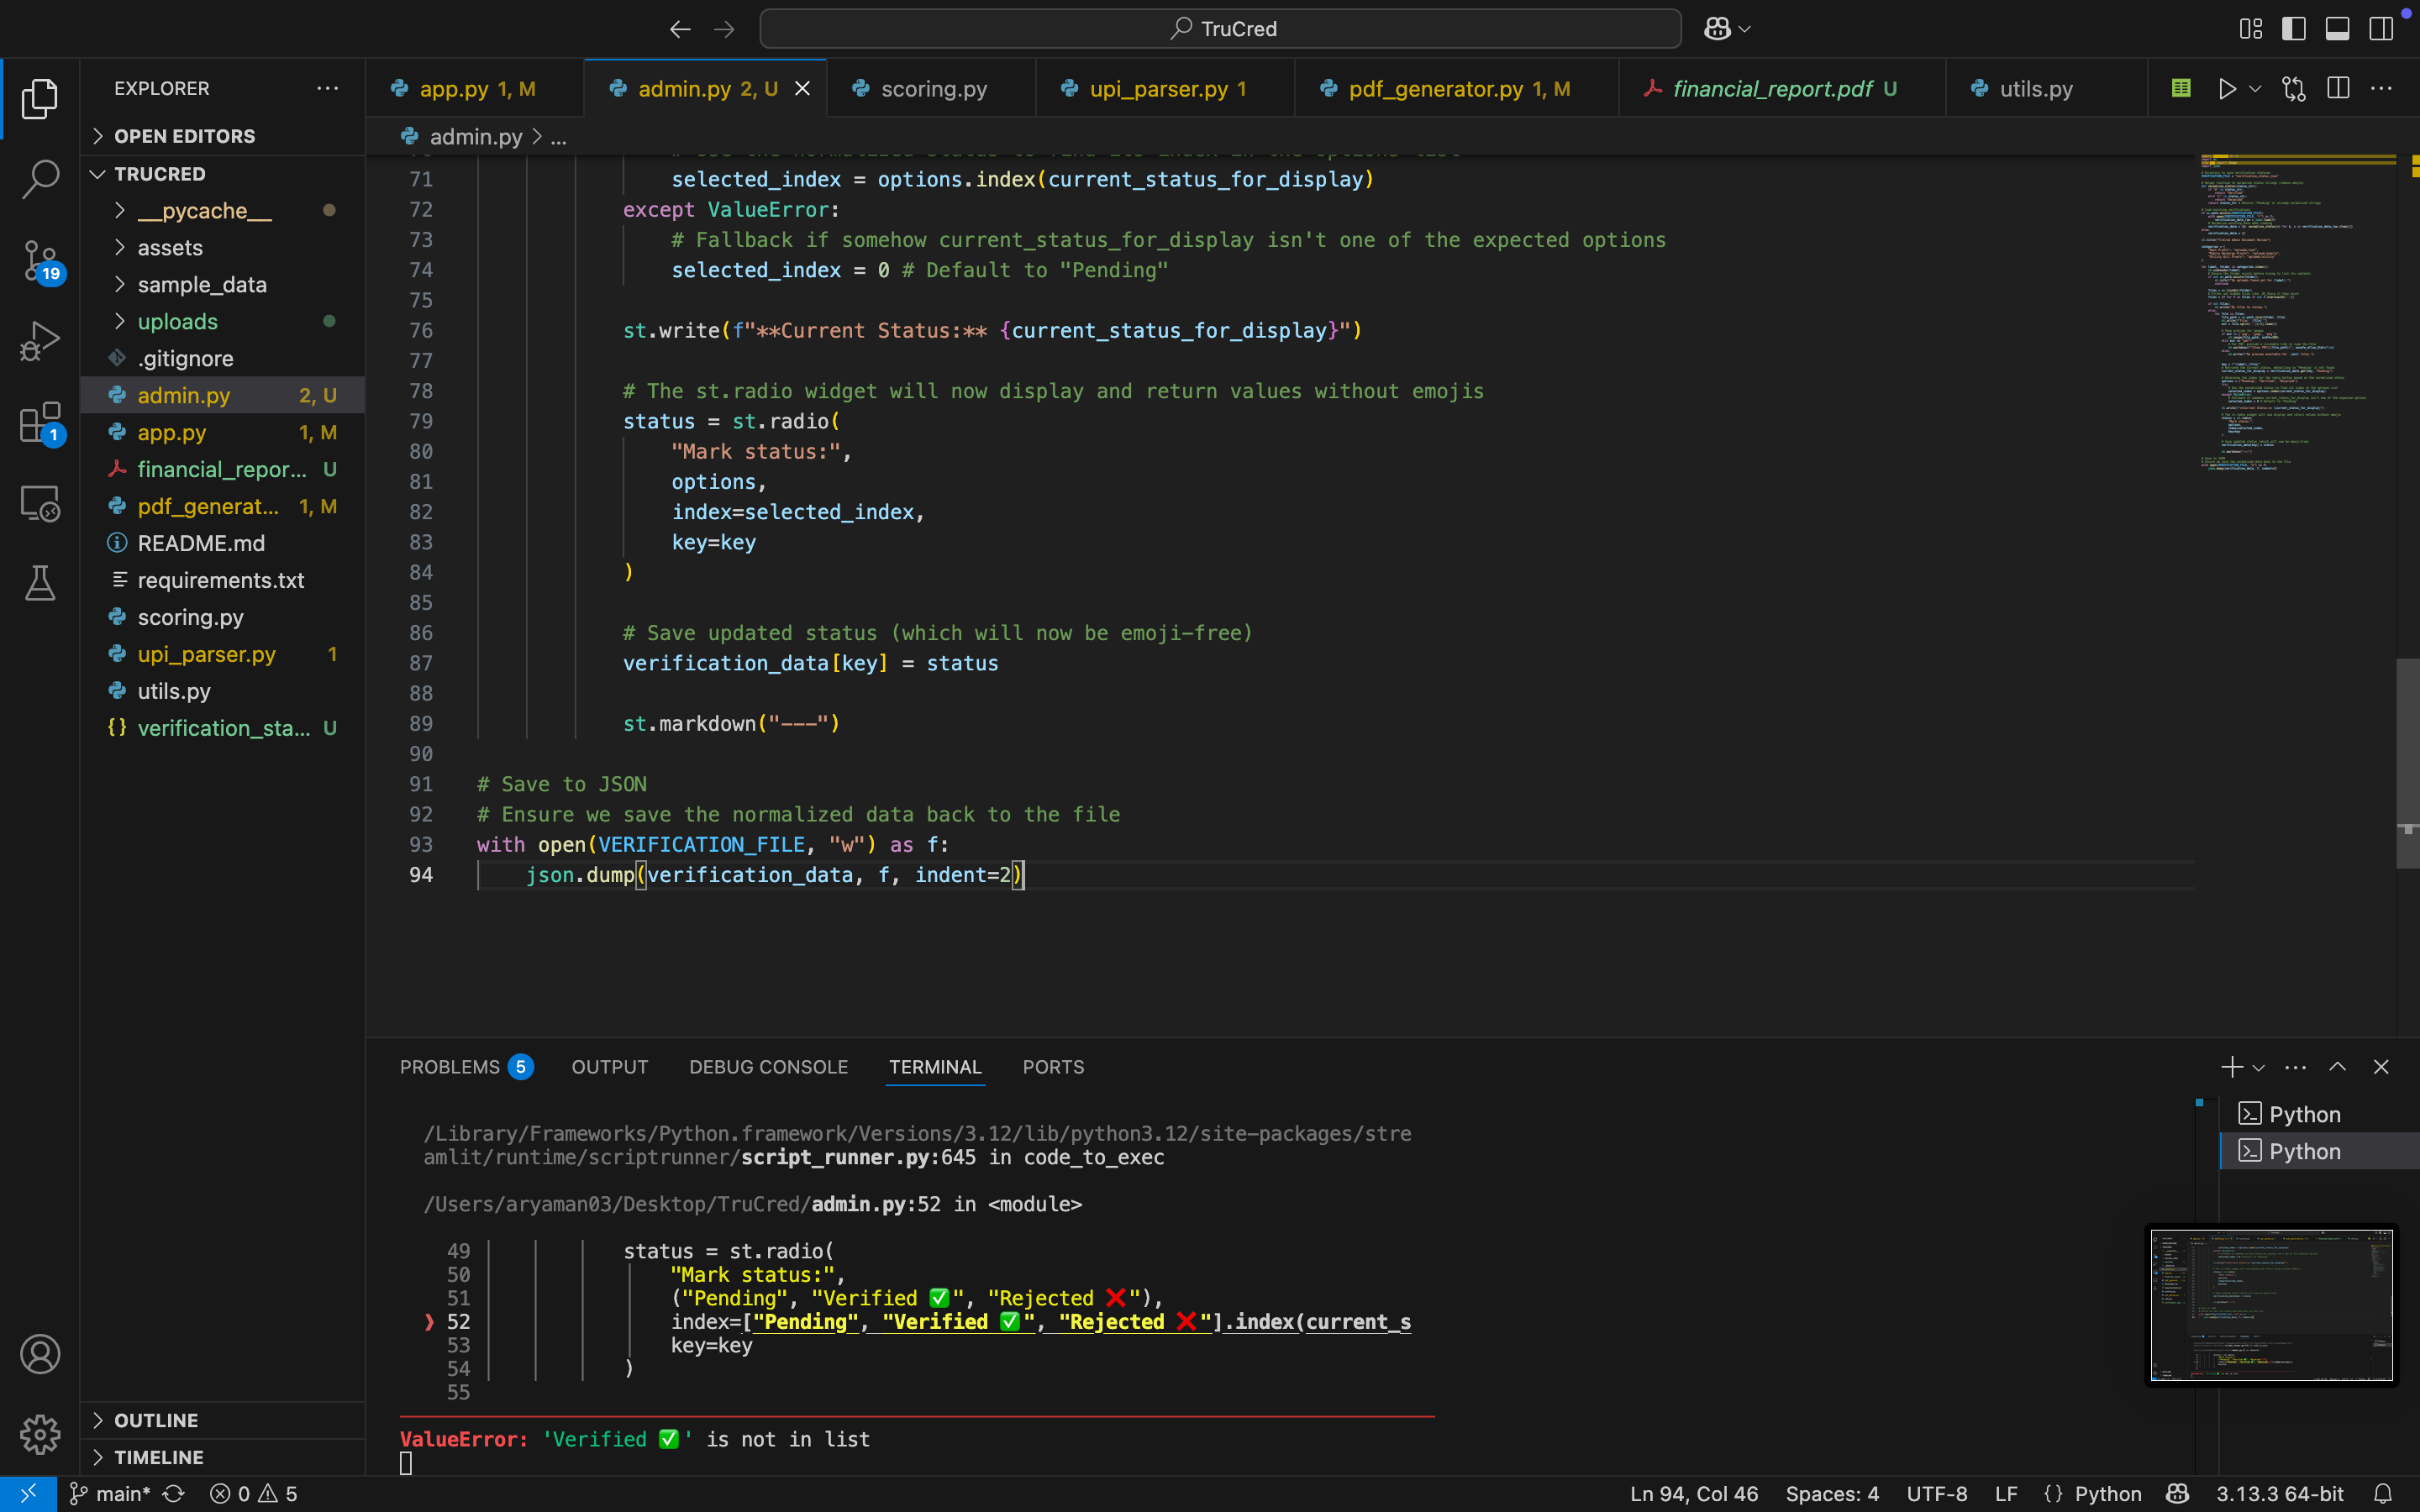 TruCred
EXPLORER
OPEN EDITORS
TRUCRED
__pycache__
assets
sample_data
uploads
.gitignore
admin.py 2, U
app.py 1, M
financial_repor... U
pdf_generat... 1, M
README.md
requirements.txt
scoring.py
upi_parser.py 1
utils.py
verification_sta... U
OUTLINE
TIMELINE
19
1
app.py 1, M
admin.py 2, U
scoring.py
upi_parser.py 1
pdf_generator.py 1, M
financial_report.pdf U
utils.py
admin.py > ...
71 selected_index = options.index(current_status_for_display)
72 except ValueError:
73 # Fallback if somehow current_status_for_display isn't one of the expected options
74 selected_index = 0 # Default to "Pending"
75
76 st.write(f"**Current Status:** {current_status_for_display}")
77
78 # The st.radio widget will now display and return values without emojis
79 status = st.radio(
80 "Mark status:",
81 options,
82 index=selected_index,
83 key=key
84 )
85
86 # Save updated status (which will now be emoji-free)
87 verification_data[key] = status
88
89 st.markdown("---")
90
91 # Save to JSON
92 # Ensure we save the normalized data back to the file
93 with open(VERIFICATION_FILE, "w") as f:
94 json.dump(verification_data, f, indent=2)
PROBLEMS 5 OUTPUT DEBUG CONSOLE TERMINAL PORTS
/Library/Frameworks/Python.framework/Versions/3.12/lib/python3.12/site-packages/stre
amlit/runtime/scriptrunner/script_runner.py:645 in code_to_exec
/Users/aryaman03/Desktop/TruCred/admin.py:52 in <module>
49 status = st.radio(
50 "Mark status:",
51 ("Pending", "Verified ✅", "Rejected ❌"),
❱ 52 index=["Pending", "Verified ✅", "Rejected ❌"].index(current_s
53 key=key
54 )
55
ValueError: 'Verified ✅' is not in list
Python
Python
main* 0 5
Ln 94, Col 46 Spaces: 4 UTF-8 LF {} Python 3.13.3 64-bit